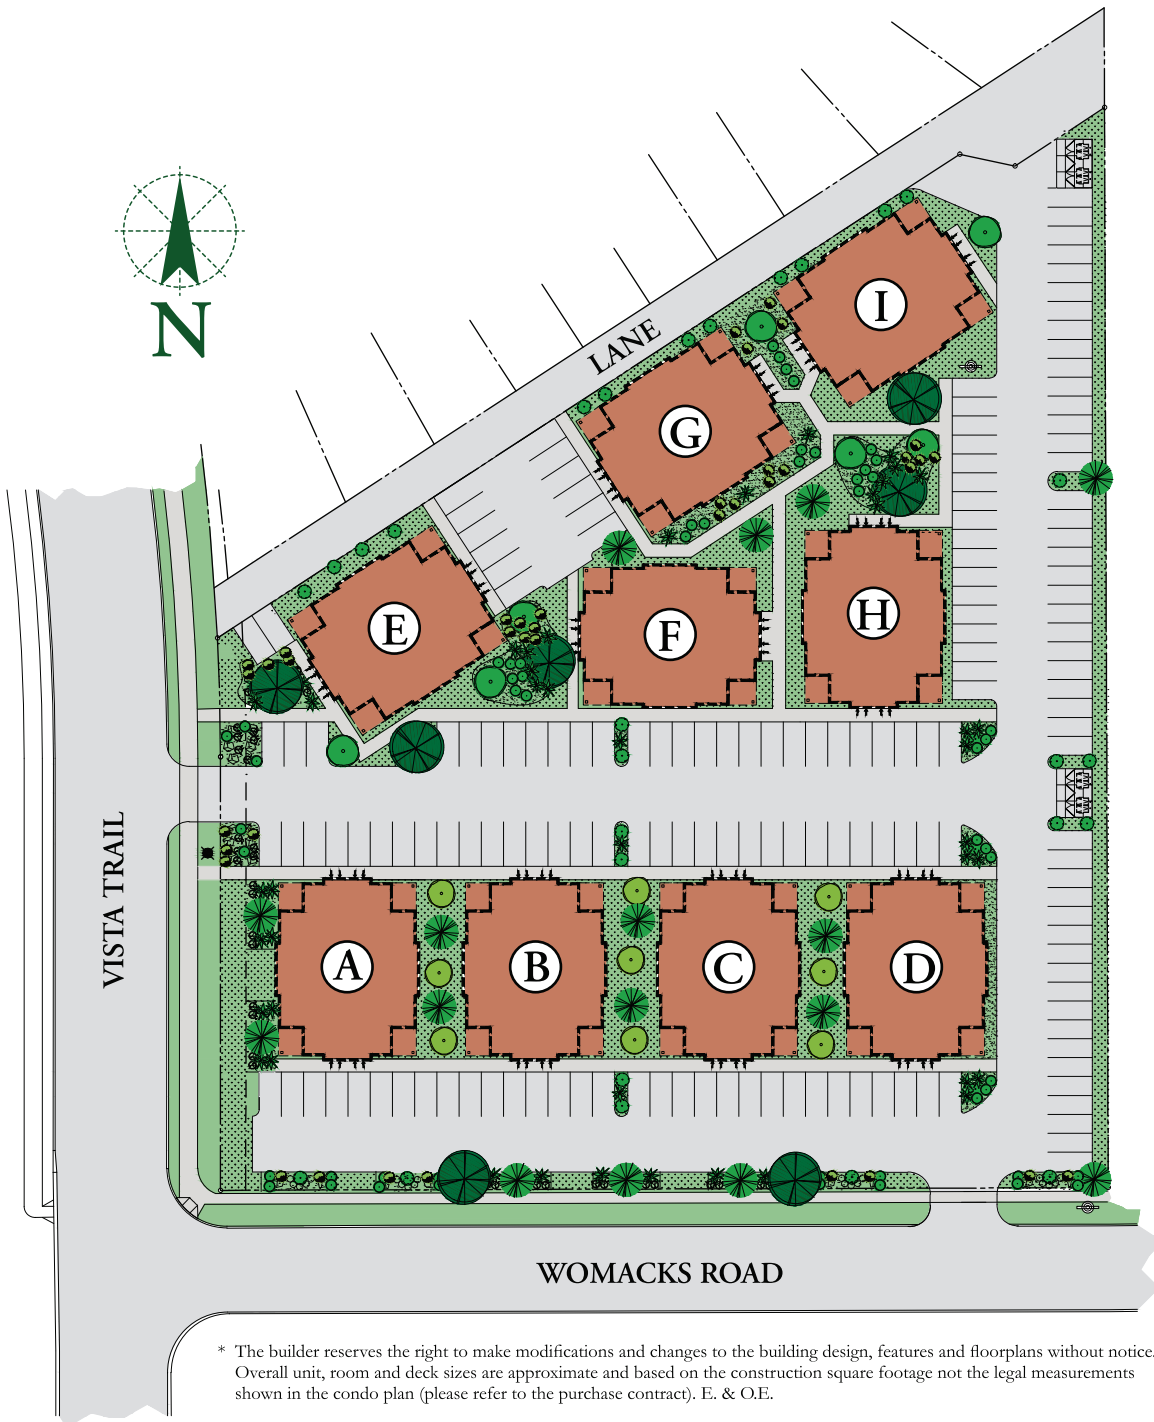 N
LANE
I
G
E
F
H
VISTA TRAIL
A
B
C
D
WOMACKS ROAD
* The builder reserves the right to make modifications and changes to the building design, features and floorplans without notice.
Overall unit, room and deck sizes are approximate and based on the construction square footage not the legal measurements
shown in the condo plan (please refer to the purchase contract). E. & O.E.